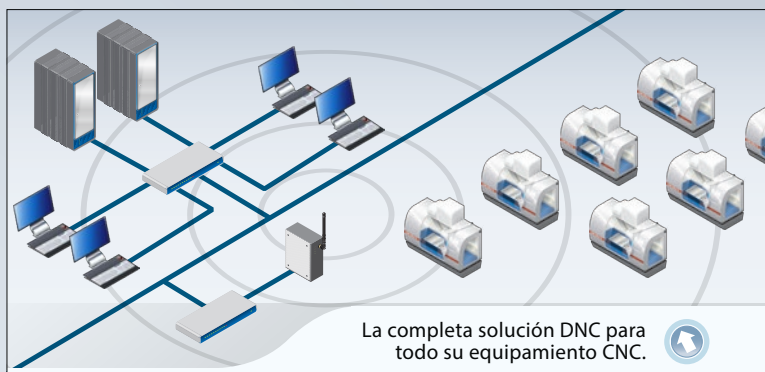 La completa solución DNC para
todo su equipamiento CNC.